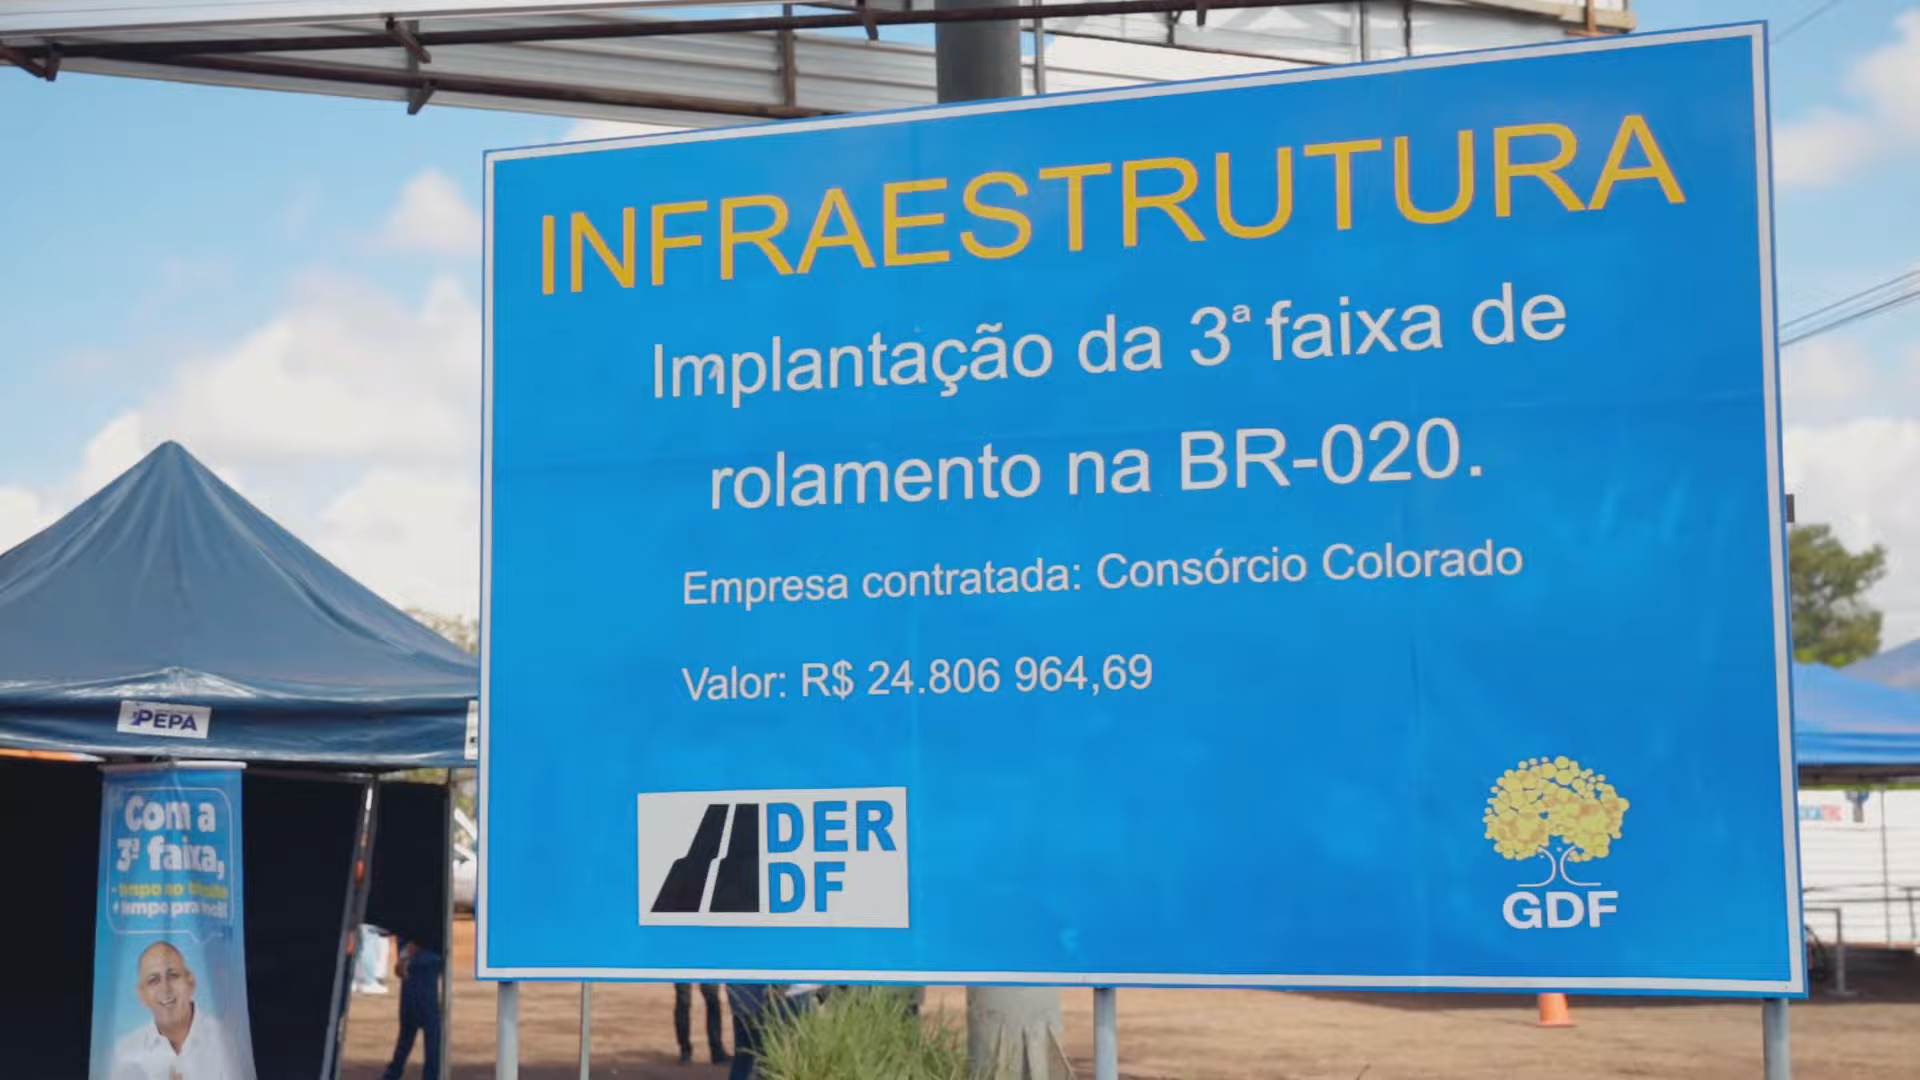 INFRAESTRUTURA
Implantação da 3ª faixa de
rolamento na BR-020.
Empresa contratada: Consórcio Colorado
Valor: R$ 24.806 964,69
DER
DF
GDF
PEPA
Com a
3ª faixa,